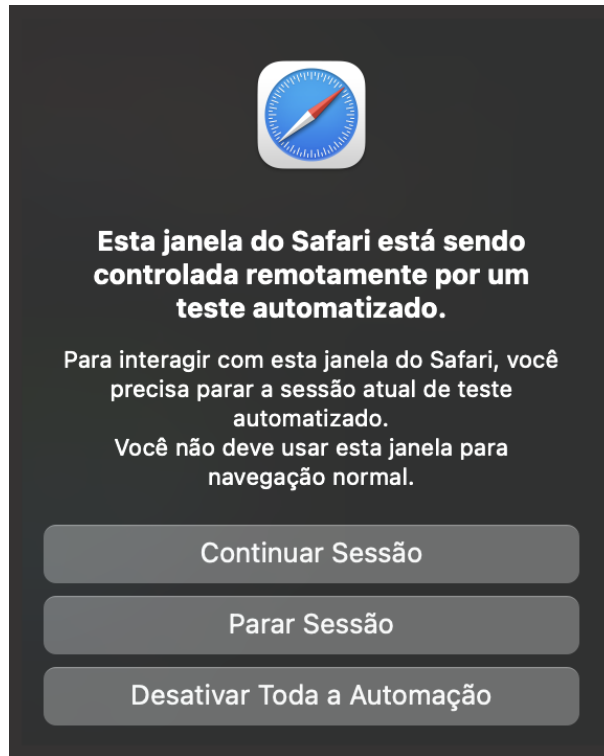 Esta janela do Safari está sendo
controlada remotamente por um
teste automatizado.
Para interagir com esta janela do Safari, você
precisa parar a sessão atual de teste
automatizado.
Você não deve usar esta janela para
navegação normal.
Continuar Sessão
Parar Sessão
Desativar Toda a Automação